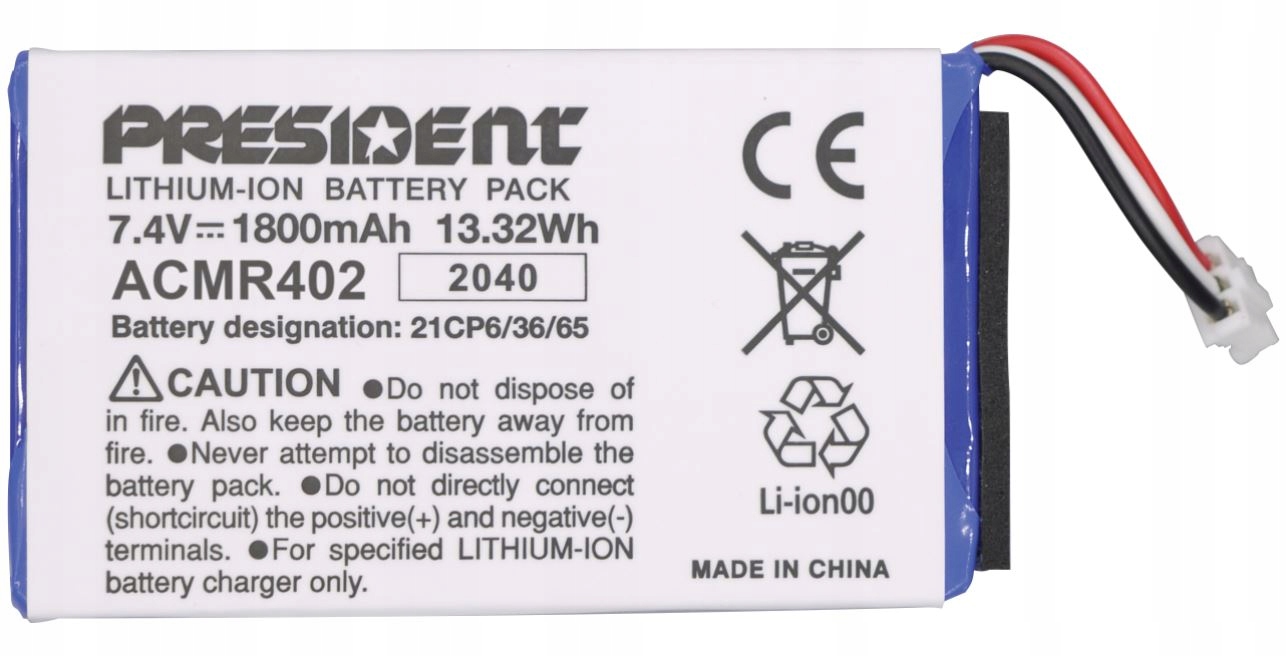 PRESIDENT
LITHIUM-ION BATTERY PACK
7.4V⎓1800mAh 13.32Wh
ACMR402 2040
Battery designation: 21CP6/36/65
CAUTION ●Do not dispose of
in fire. Also keep the battery away from
fire. ●Never attempt to disassemble the
battery pack. ●Do not directly connect
(shortcircuit) the positive(+) and negative(-)
terminals. ●For specified LITHIUM-ION
battery charger only.
CE
Li-ion00
MADE IN CHINA